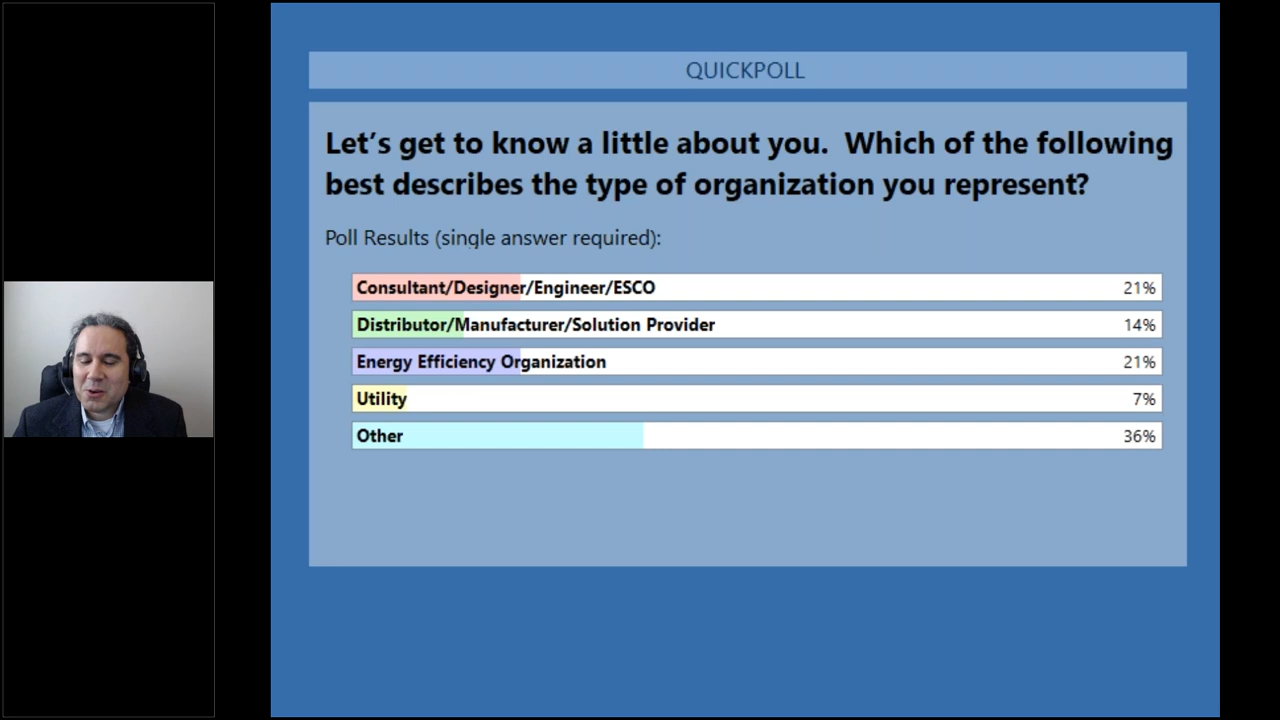 QUICKPOLL
Let’s get to know a little about you.  Which of the following
best describes the type of organization you represent?
Poll Results (single answer required):
Consultant/Designer/Engineer/ESCO 21%
Distributor/Manufacturer/Solution Provider 14%
Energy Efficiency Organization 21%
Utility 7%
Other 36%